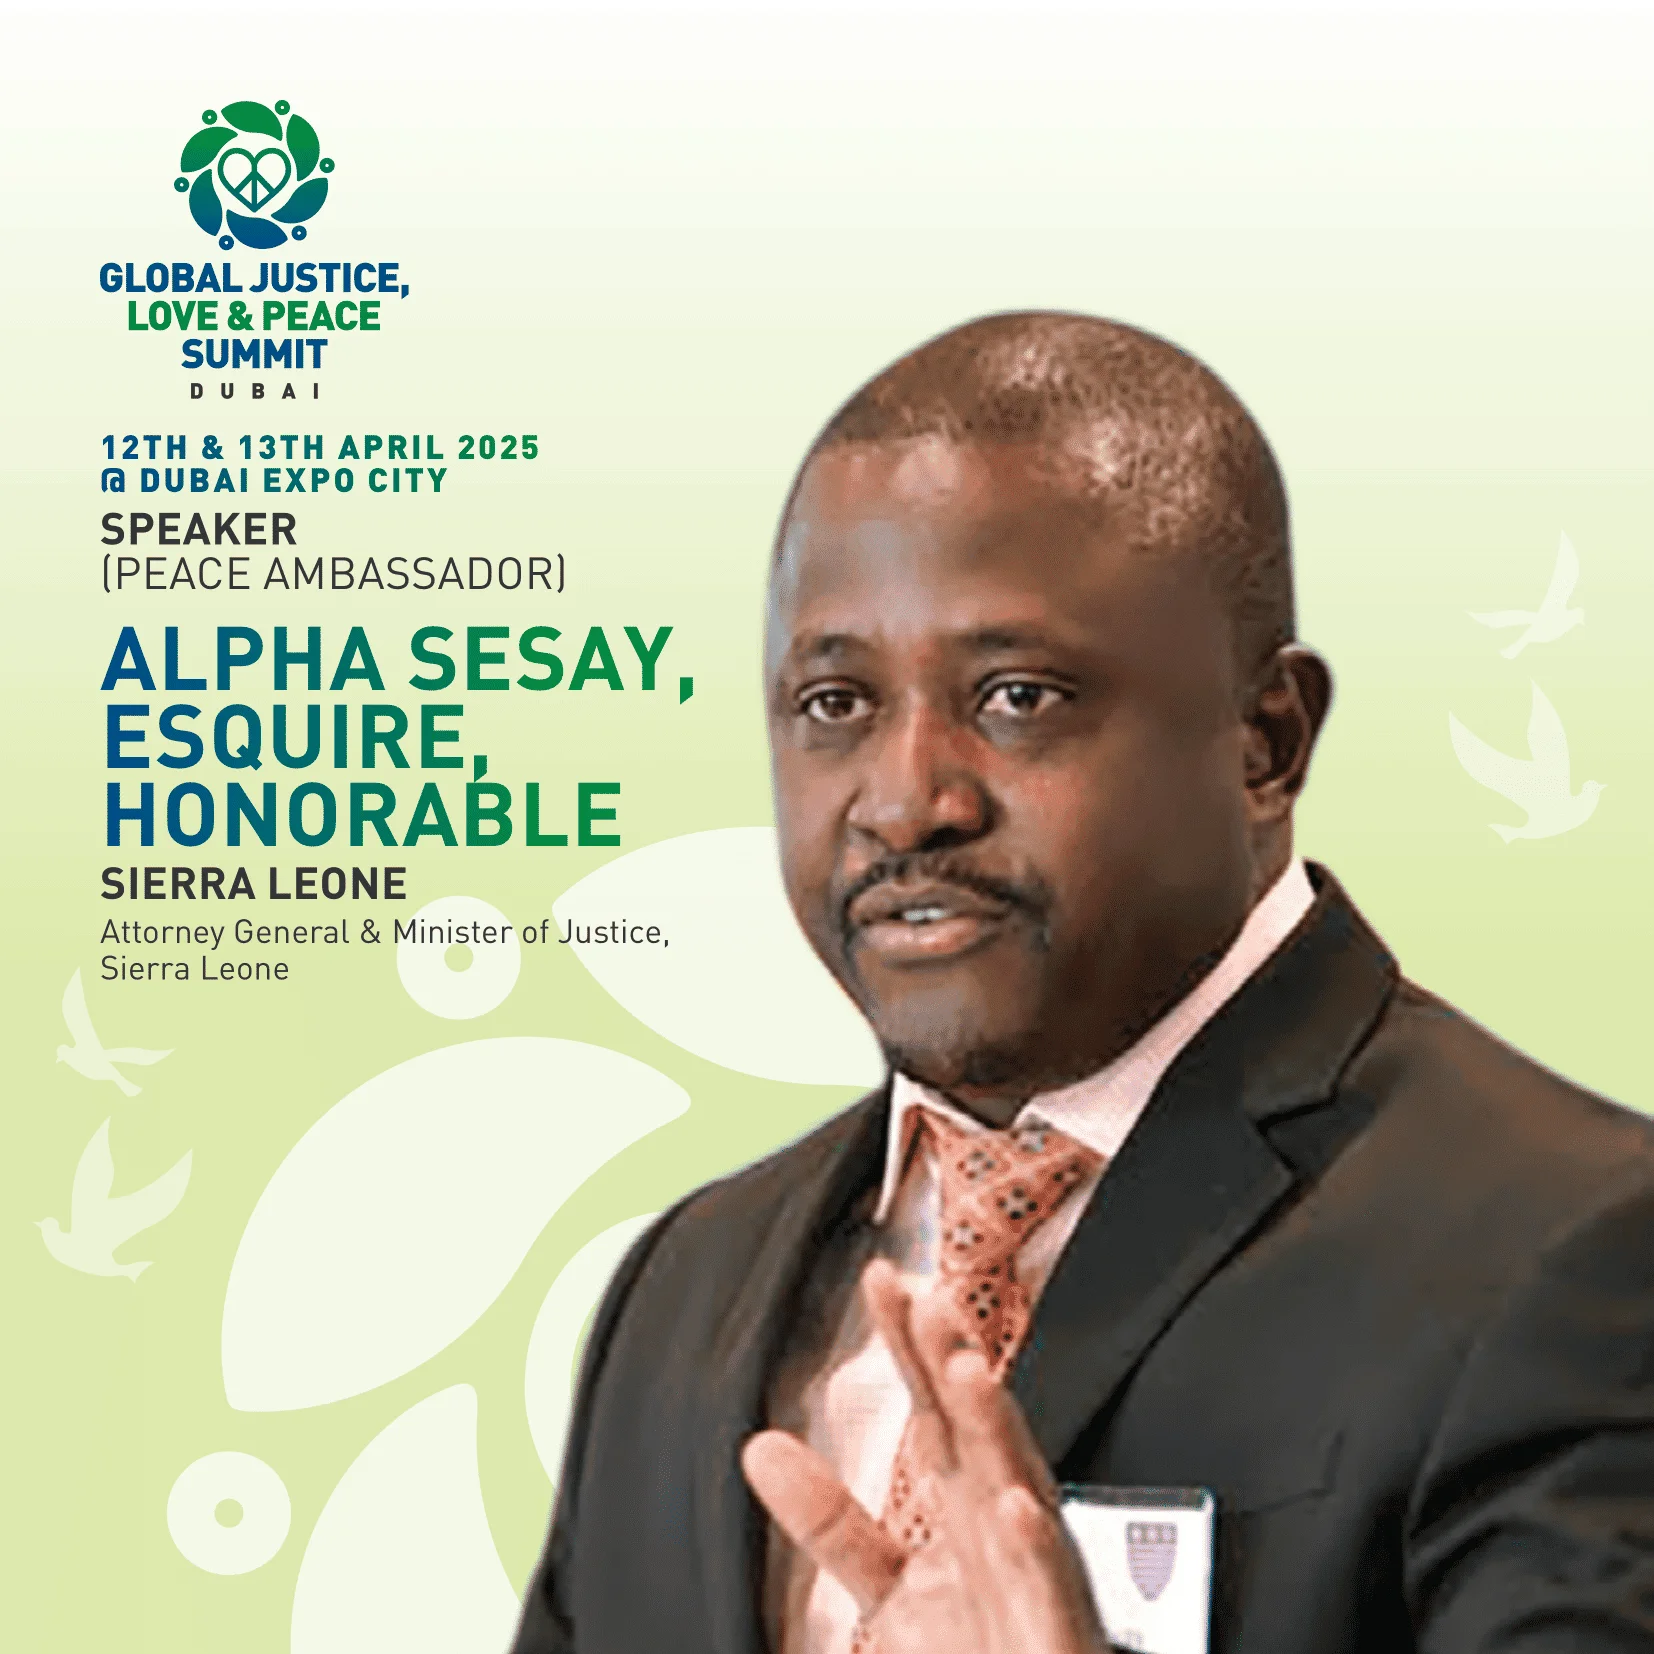 GLOBAL JUSTICE,
LOVE & PEACE
SUMMIT
DUBAI
12TH & 13TH APRIL 2025
@ DUBAI EXPO CITY
SPEAKER
(PEACE AMBASSADOR)
ALPHA SESAY,
ESQUIRE,
HONORABLE
SIERRA LEONE
Attorney General & Minister of Justice,
Sierra Leone